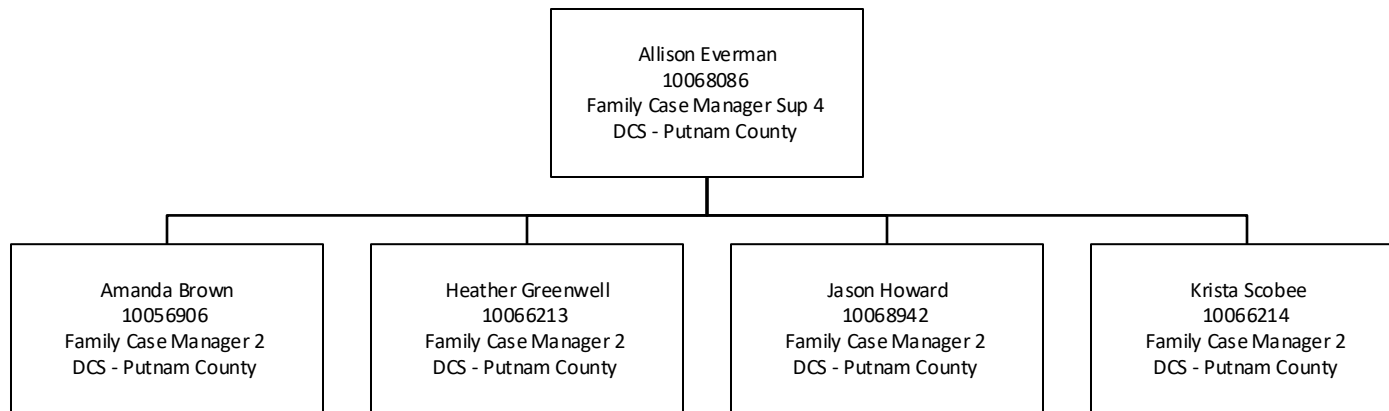 Allison Everman
10068086
Family Case Manager Sup 4
DCS - Putnam County
Amanda Brown
10056906
Family Case Manager 2
DCS - Putnam County
Heather Greenwell
10066213
Family Case Manager 2
DCS - Putnam County
Jason Howard
10068942
Family Case Manager 2
DCS - Putnam County
Krista Scobee
10066214
Family Case Manager 2
DCS - Putnam County